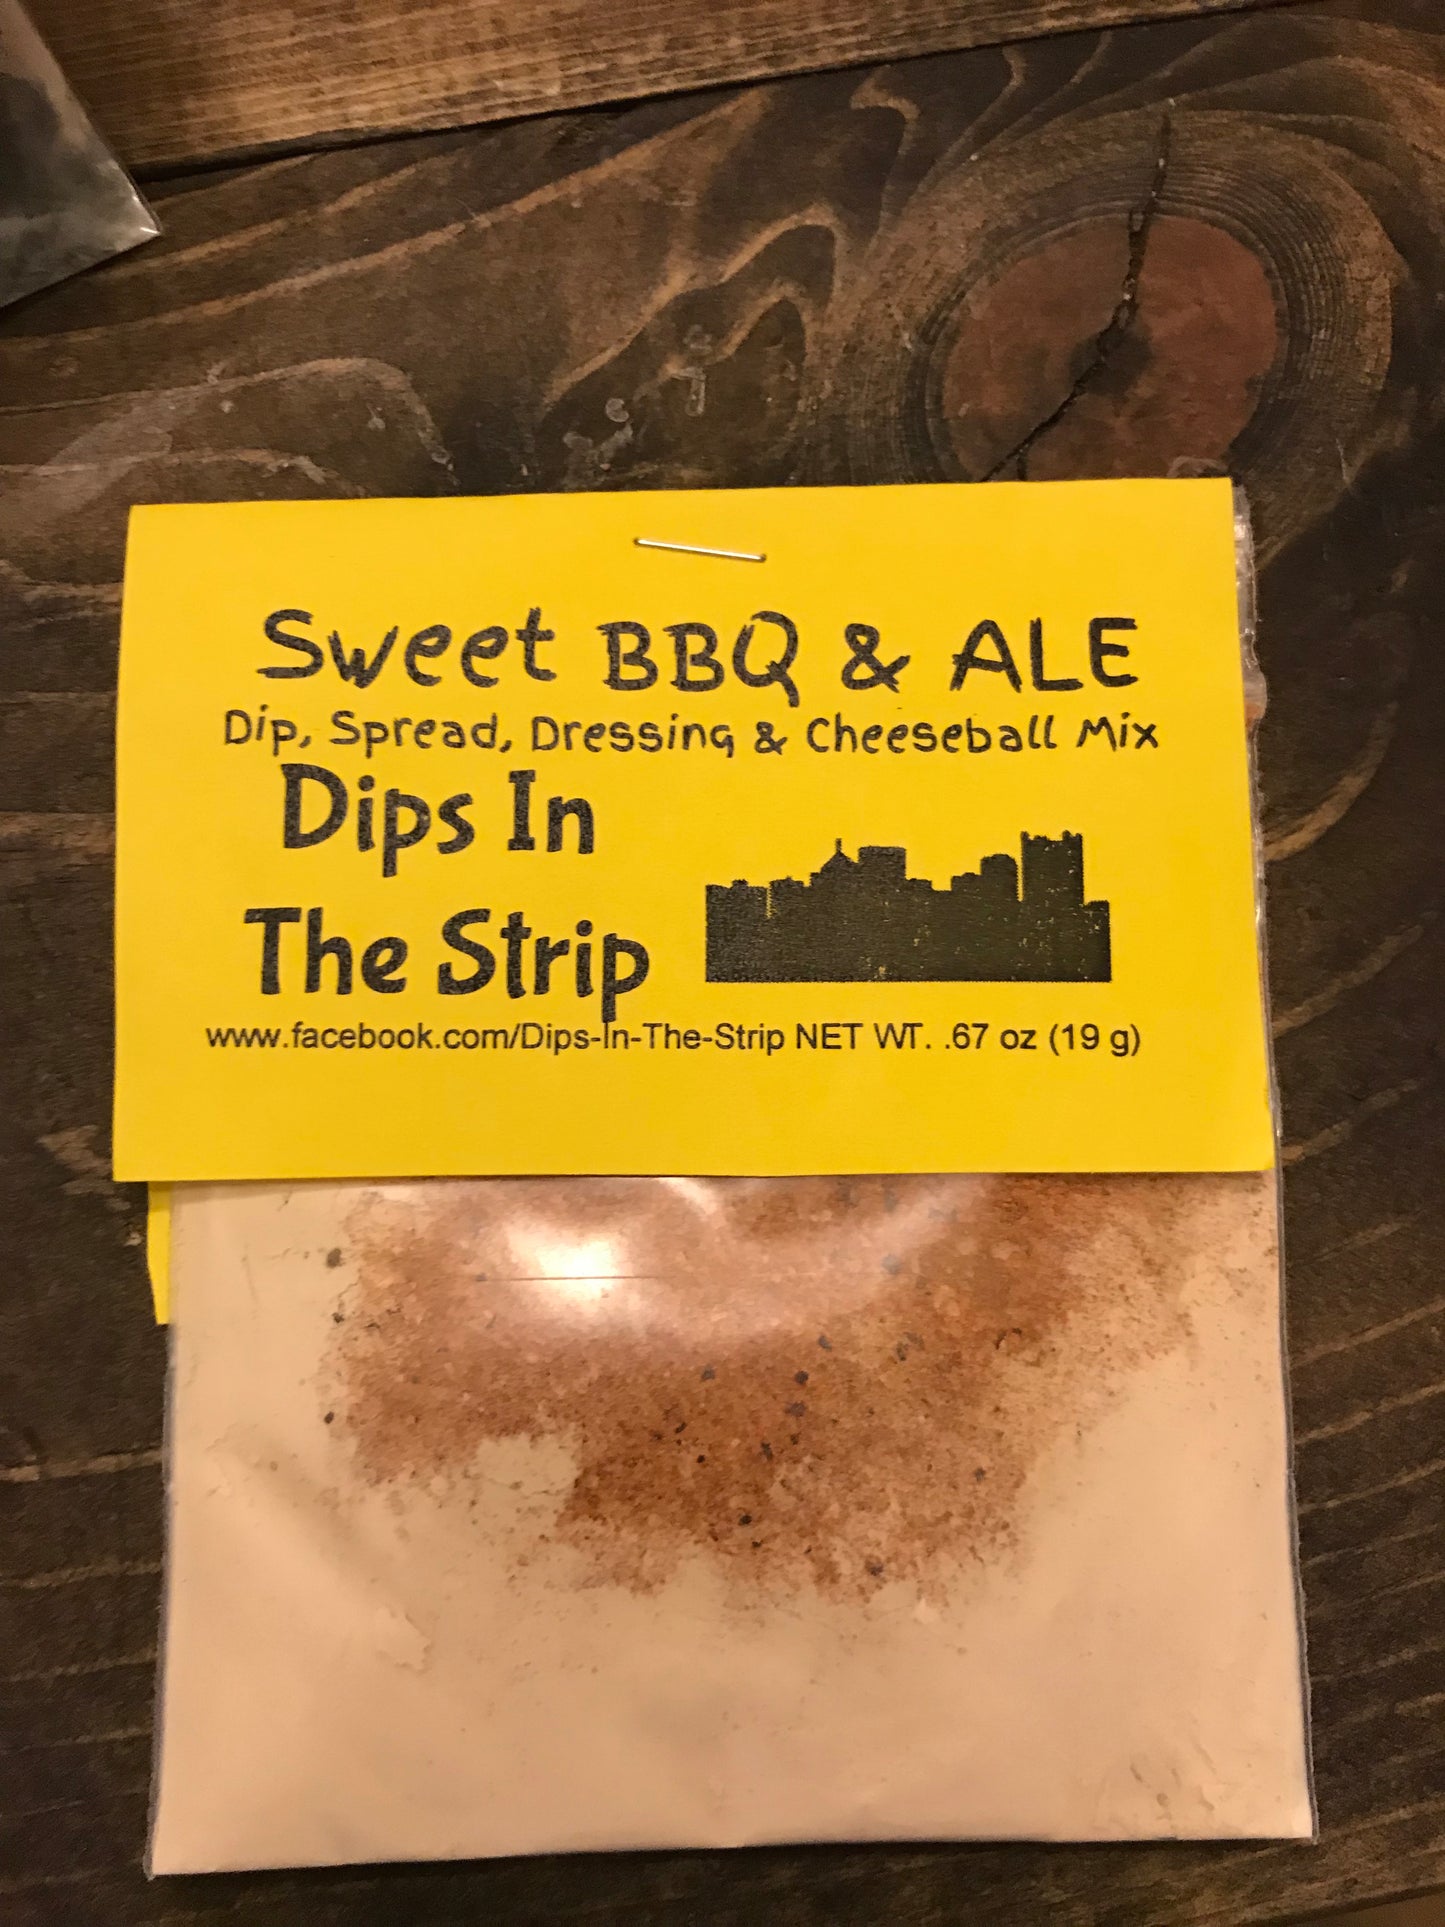 Sweet BBQ & ALE
Dip, Spread, Dressing & Cheeseball Mix
Dips In
The Strip
www.facebook.com/Dips-In-The-Strip NET WT. .67 oz (19 g)